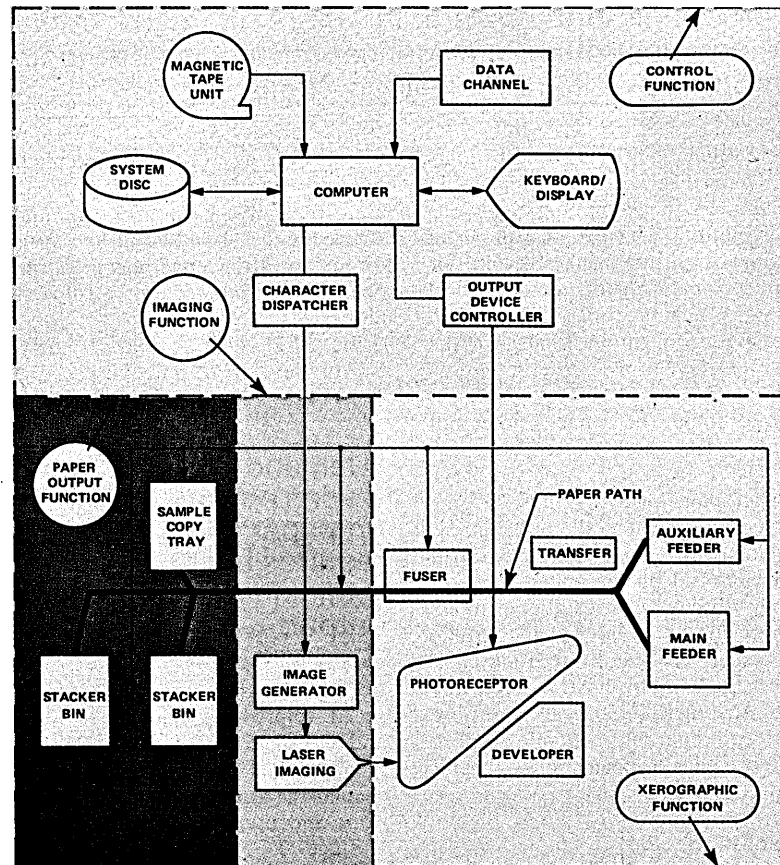 MAGNETIC
TAPE
UNIT
DATA
CHANNEL
CONTROL
FUNCTION
SYSTEM
DISC
COMPUTER
KEYBOARD/
DISPLAY
IMAGING
FUNCTION
CHARACTER
DISPATCHER
OUTPUT
DEVICE
CONTROLLER
PAPER
OUTPUT
FUNCTION
SAMPLE
COPY
TRAY
PAPER PATH
TRANSFER
AUXILIARY
FEEDER
FUSER
MAIN
FEEDER
STACKER
BIN
STACKER
BIN
IMAGE
GENERATOR
PHOTORECEPTOR
LASER
IMAGING
DEVELOPER
XEROGRAPHIC
FUNCTION